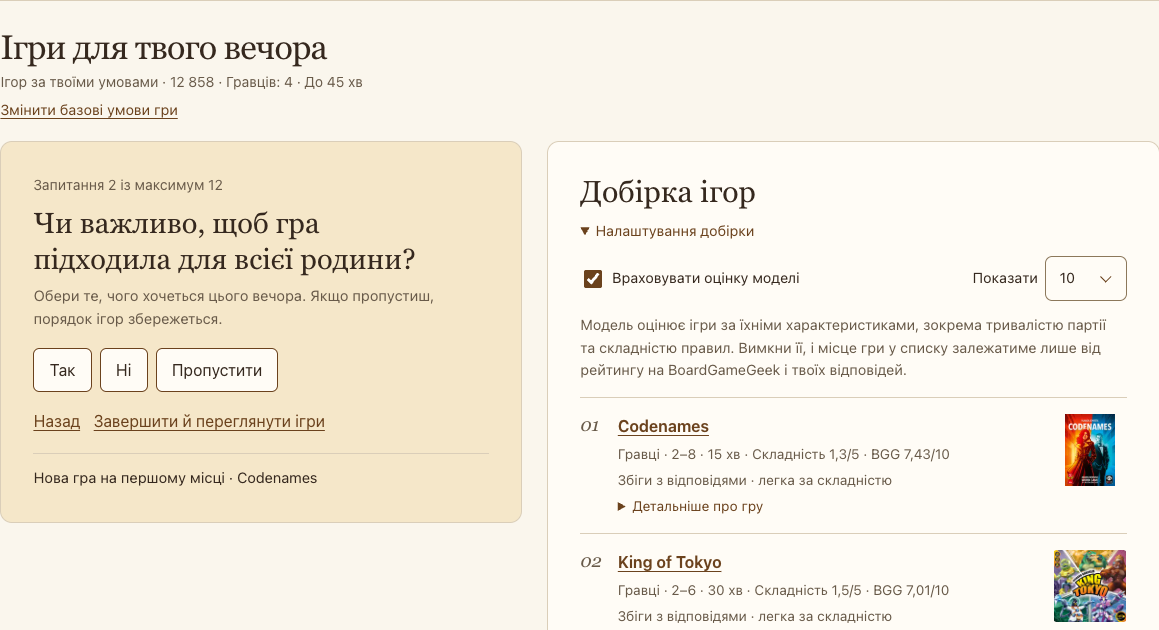 Ігри для твого вечора
Ігор за твоїми умовами · 12 858 · Гравців: 4 · До 45 хв
Змінити базові умови гри
Запитання 2 із максимум 12
Чи важливо, щоб гра
підходила для всієї родини?
Обери те, чого хочеться цього вечора. Якщо пропустиш,
порядок ігор збережеться.
Так
Ні
Пропустити
Назад
Завершити й переглянути ігри
Нова гра на першому місці · Codenames
Добірка ігор
Налаштування добірки
Враховувати оцінку моделі
Показати
10
Модель оцінює ігри за їхніми характеристиками, зокрема тривалістю партії
та складністю правил. Вимкни її, і місце гри у списку залежатиме лише від
рейтингу на BoardGameGeek і твоїх відповідей.
01
Codenames
Гравці · 2–8 · 15 хв · Складність 1,3/5 · BGG 7,43/10
Збіги з відповідями · легка за складністю
Детальніше про гру
CODENAMES
02
King of Tokyo
Гравці · 2–6 · 30 хв · Складність 1,5/5 · BGG 7,01/10
Збіги з відповідями · легка за складністю
KING
OF
TOKYO